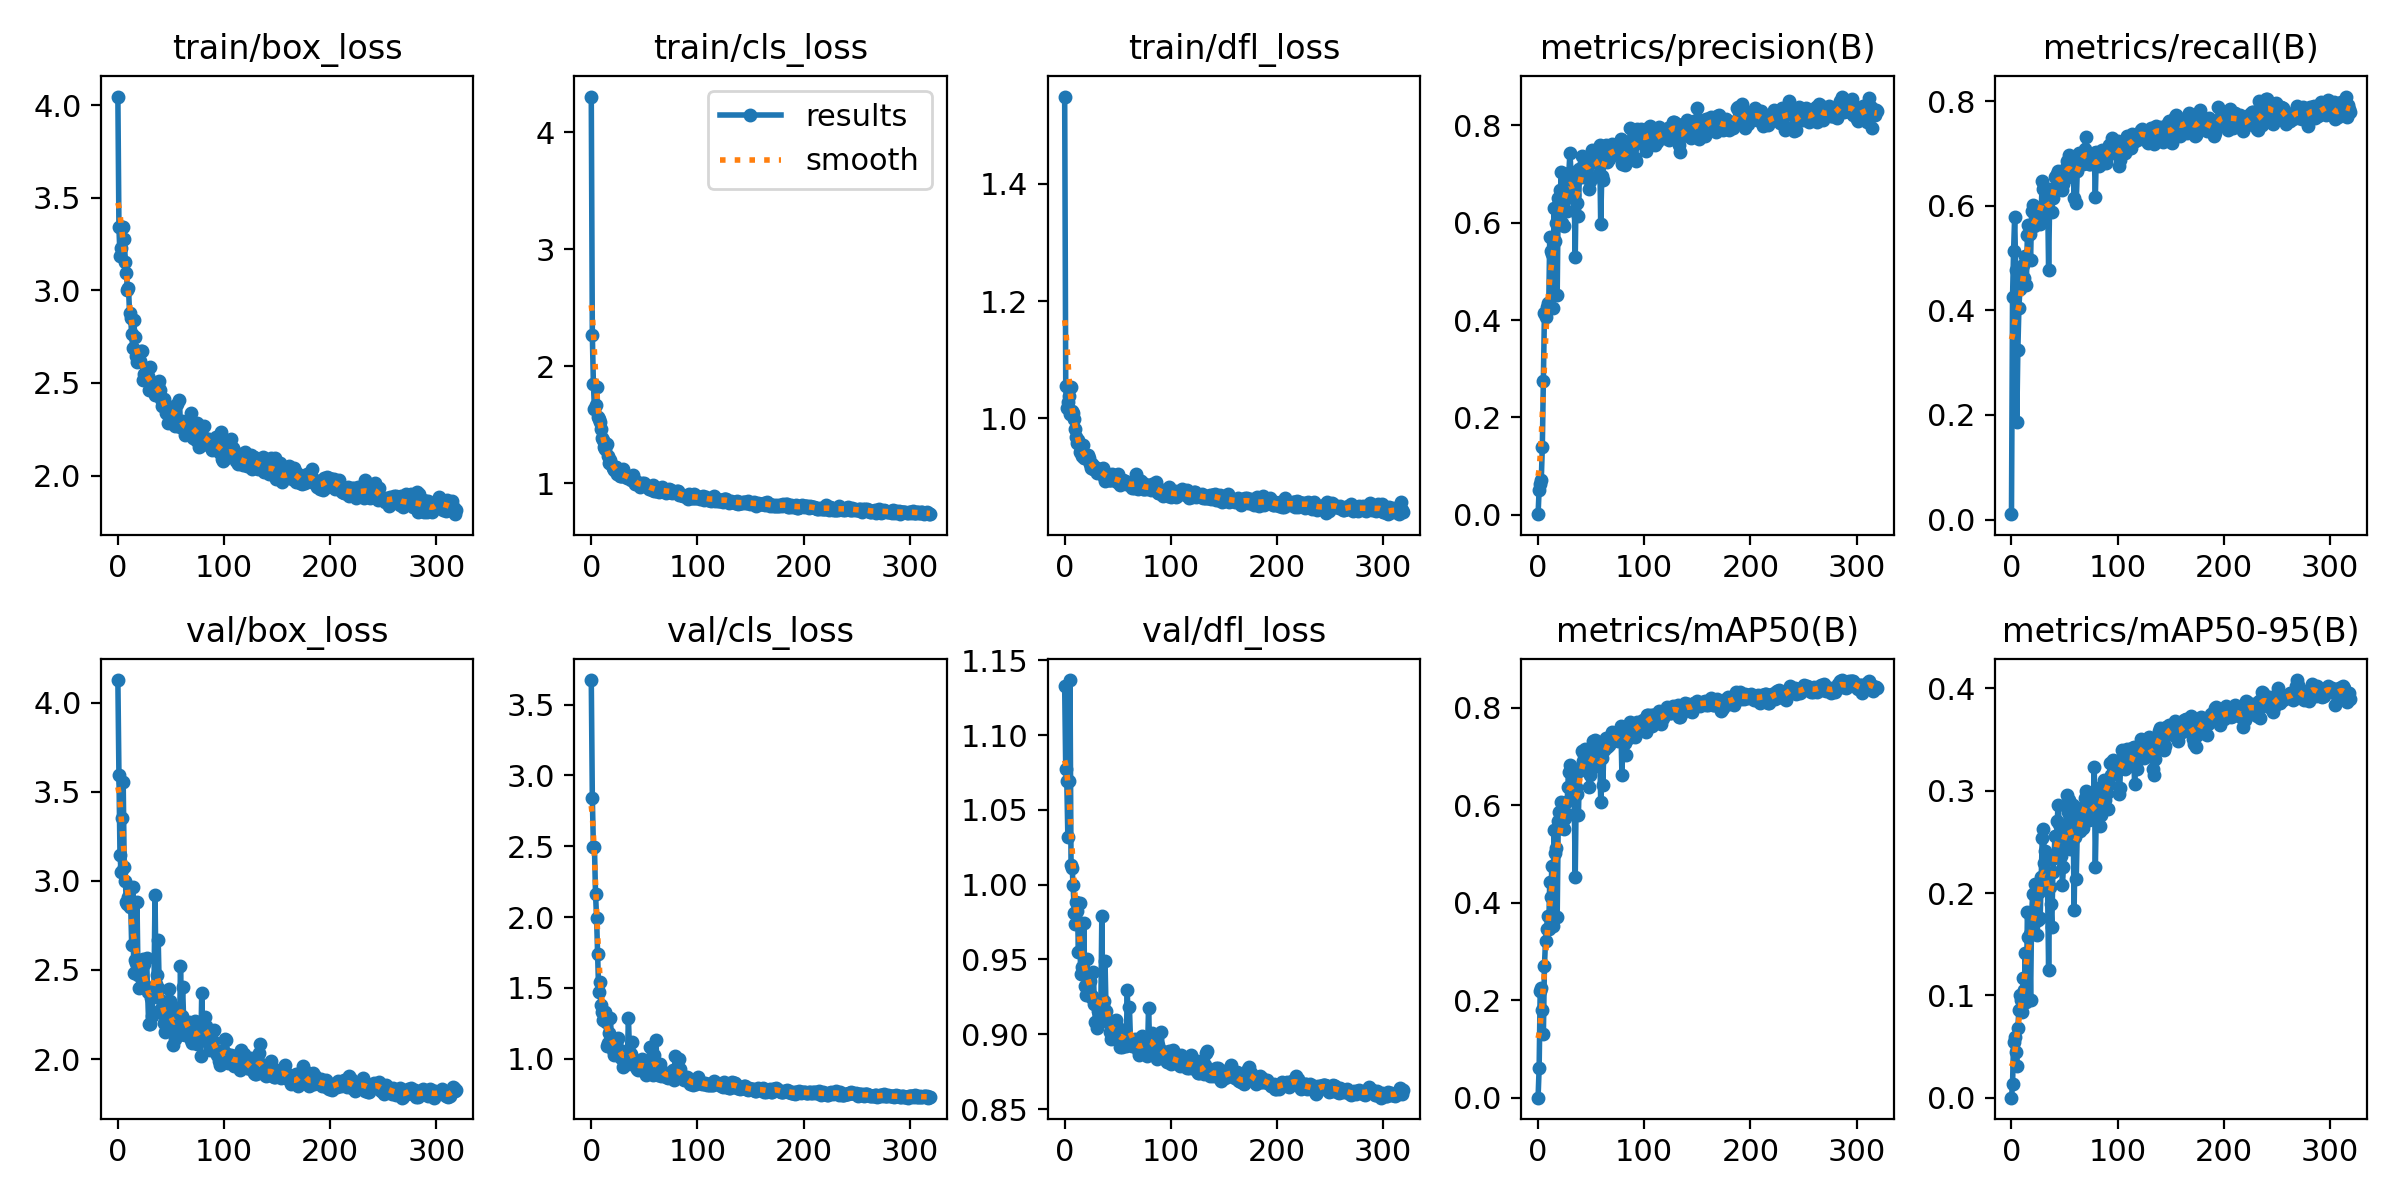 train/box_loss
4.0
3.5
3.0
2.5
2.0
0 100 200 300
train/cls_loss
results
smooth
4
3
2
1
0 100 200 300
train/dfl_loss
1.4
1.2
1.0
0 100 200 300
metrics/precision(B)
0.8
0.6
0.4
0.2
0.0
0 100 200 300
metrics/recall(B)
0.8
0.6
0.4
0.2
0.0
0 100 200 300
val/box_loss
4.0
3.5
3.0
2.5
2.0
0 100 200 300
val/cls_loss
3.5
3.0
2.5
2.0
1.5
1.0
0 100 200 300
val/dfl_loss
1.15
1.10
1.05
1.00
0.95
0.90
0.85
0 100 200 300
metrics/mAP50(B)
0.8
0.6
0.4
0.2
0.0
0 100 200 300
metrics/mAP50-95(B)
0.4
0.3
0.2
0.1
0.0
0 100 200 300